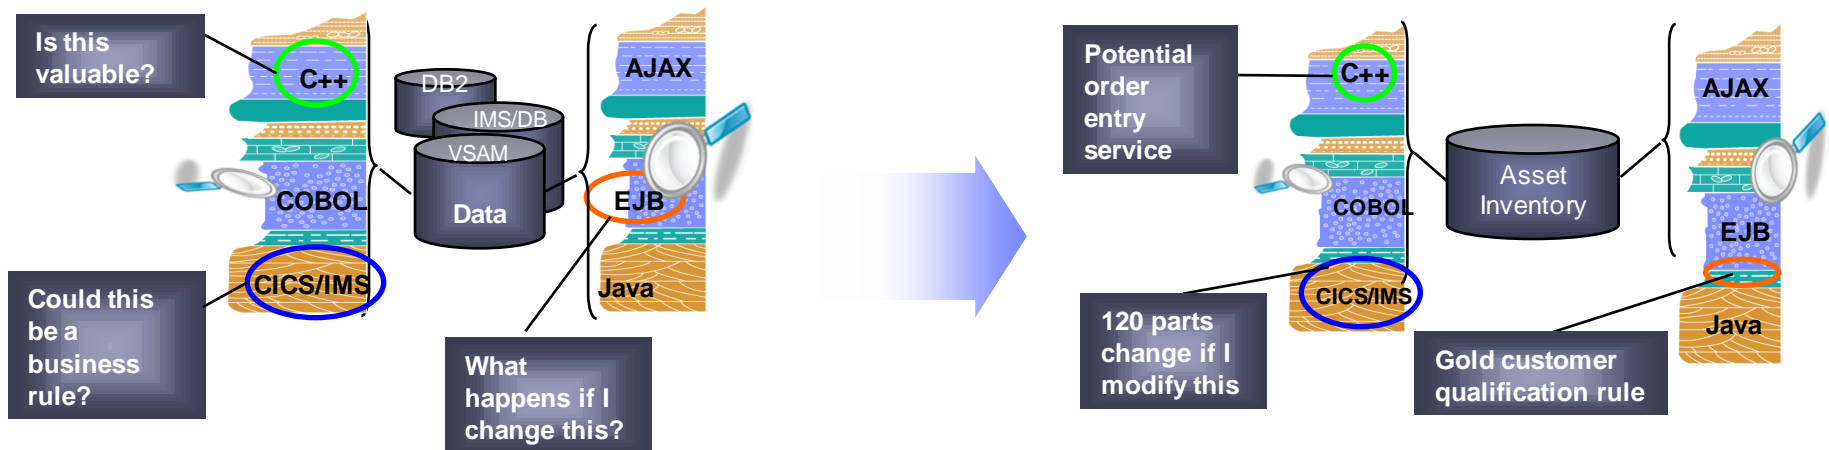 Is this
valuable?
C++
COBOL
CICS/IMS
Could this
be a
business
rule?
DB2
IMS/DB
VSAM
Data
AJAX
EJB
Java
What
happens if I
change this?
Potential
order
entry
service
C++
COBOL
CICS/IMS
120 parts
change if I
modify this
Asset
Inventory
AJAX
EJB
Java
Gold customer
qualification rule